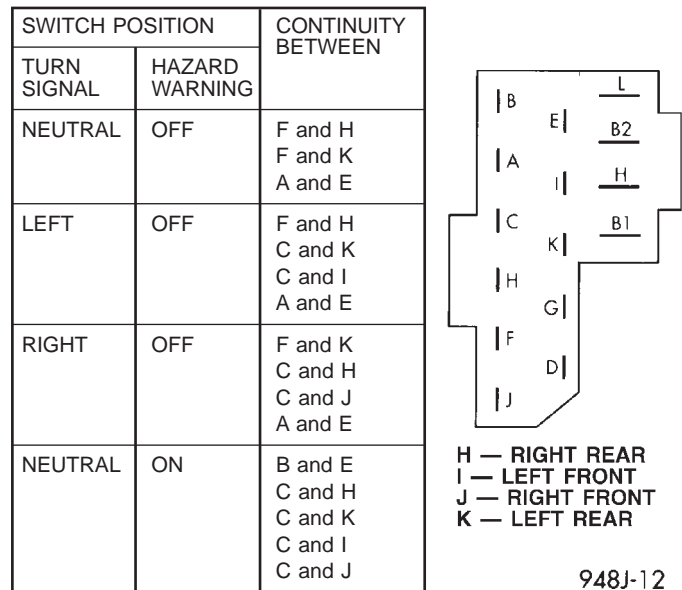 SWITCH POSITION
CONTINUITY
BETWEEN
TURN
SIGNAL
HAZARD
WARNING
NEUTRAL OFF F and H
F and K
A and E
LEFT OFF F and H
C and K
C and I
A and E
RIGHT OFF F and K
C and H
C and J
A and E
NEUTRAL ON B and E
C and H
C and K
C and I
C and J
B
E
L
B2
A
I
H
C
K
B1
H
G
F
D
J
H — RIGHT REAR
I — LEFT FRONT
J — RIGHT FRONT
K — LEFT REAR
948J-12